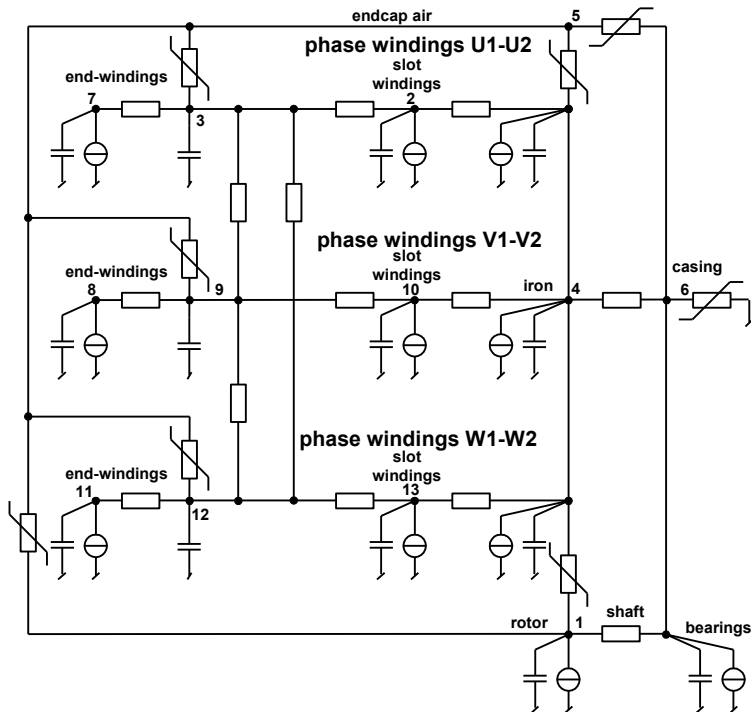 endcap air
5
phase windings U1-U2
end-windings
slot
windings
7
2
3
phase windings V1-V2
end-windings
slot
windings
casing
8
9
10
iron
4
6
phase windings W1-W2
end-windings
slot
windings
11
13
12
shaft
rotor
1
bearings